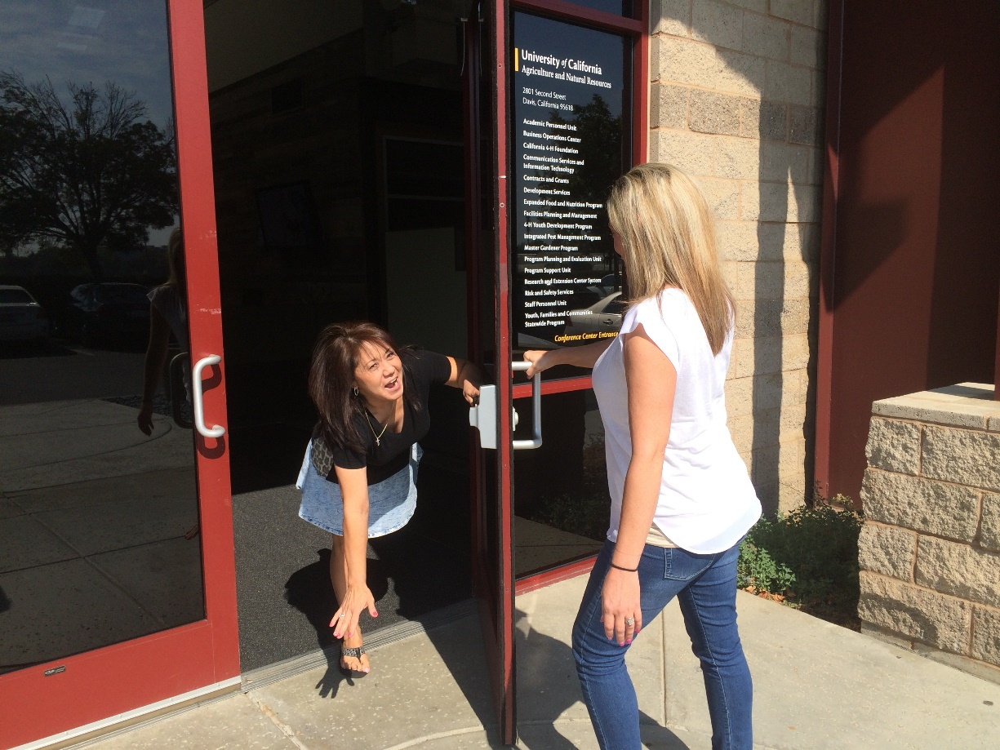 University of California
Agriculture and Natural Resources
2801 Second Street
Davis, California 95618
Academic Personnel Unit
Business Operations Center
California 4-H Foundation
Communication Services and
Information Technology
Contracts and Grants
Development Services
Expanded Food and Nutrition Program
Facilities Planning and Management
4-H Youth Development Program
Integrated Pest Management Program
Master Gardener Program
Program Planning and Evaluation Unit
Program Support Unit
Research and Extension Center System
Risk and Safety Services
Staff Personnel Unit
Youth, Families and Communities
Statewide Program
Conference Center Entrance